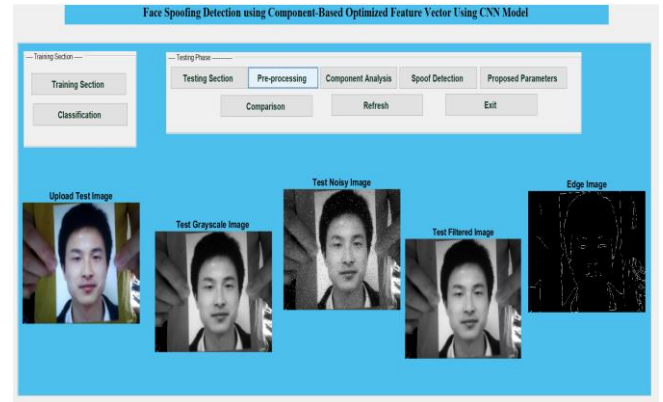 Face Spoofing Detection using Component-Based Optimized Feature Vector Using CNN Model
Training Section
Testing Phase
Training Section
Classification
Testing Section
Pre-processing
Component Analysis
Spoof Detection
Proposed Parameters
Comparison
Refresh
Exit
Upload Test Image
Test Grayscale Image
Test Noisy Image
Test Filtered Image
Edge Image